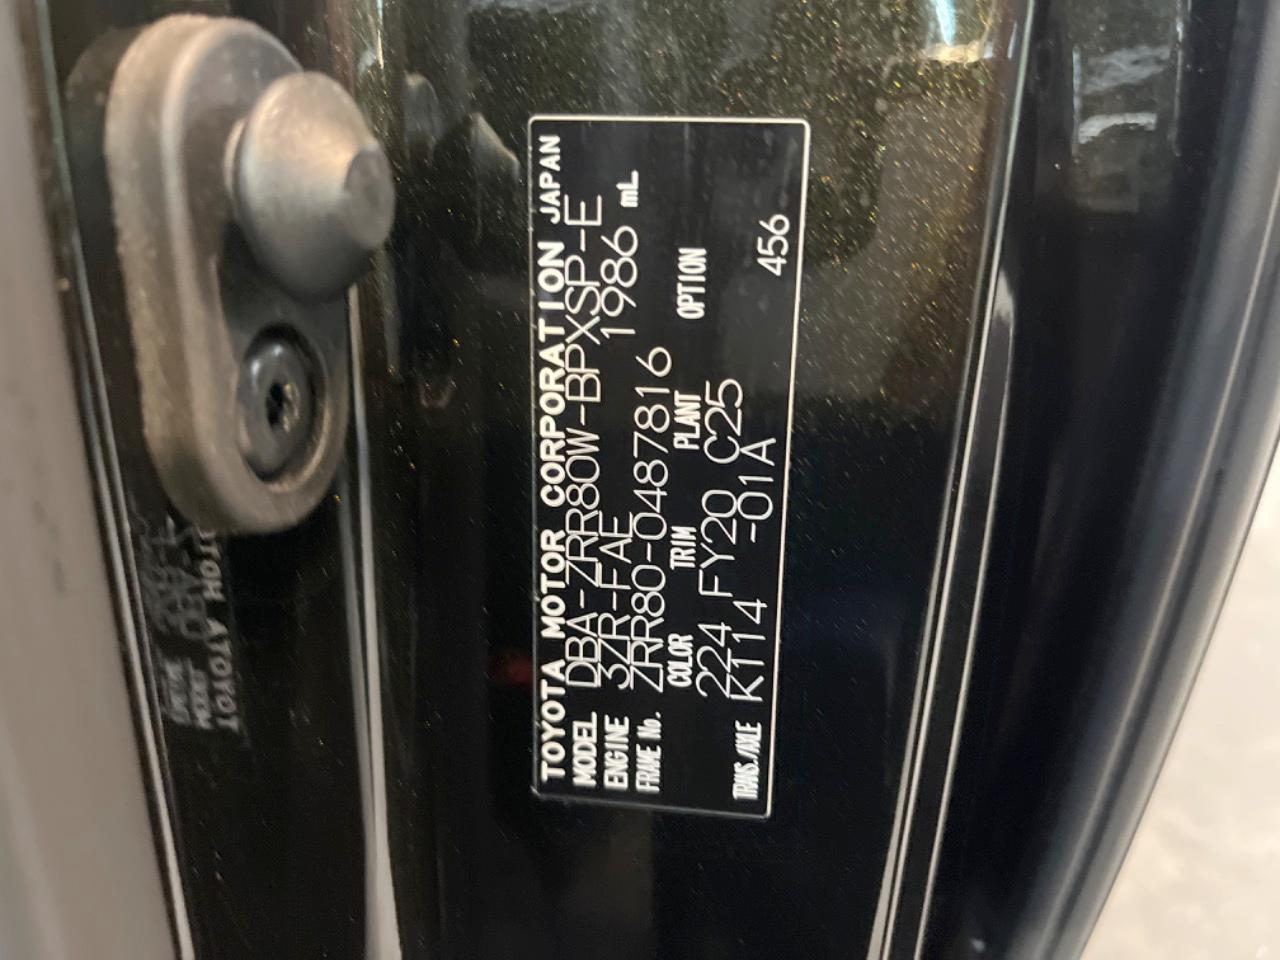 TOYOTA MOTOR CORPORATION JAPAN
MODEL DBA-ZRR80W-BPXSP-E
ENGINE 3ZR-FAE 1986 mL
FRAME No. ZRR80-0487816
COLOR TRIM PLANT OPTION
224 FY20 C25
TRANS./AXLE K114 -01A 456